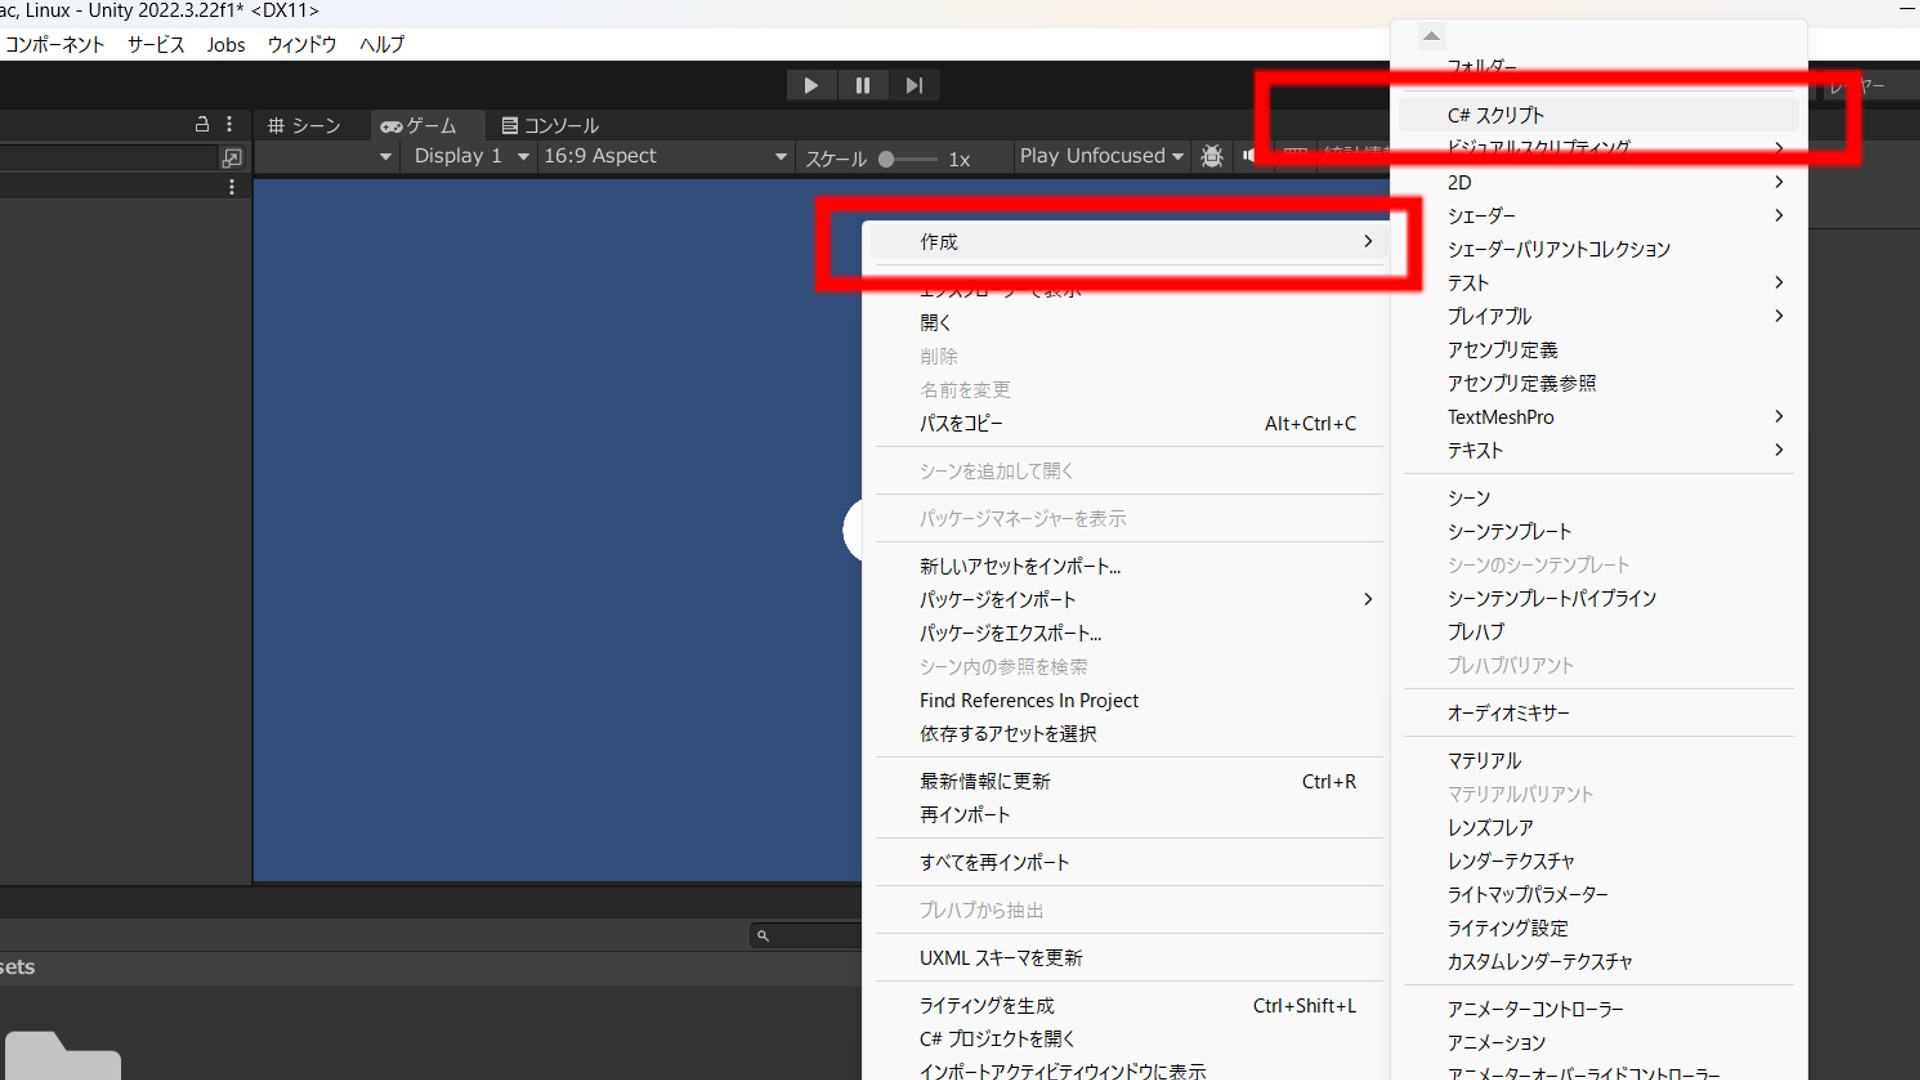 ac, Linux - Unity 2022.3.22f1* <DX11>
コンポーネント サービス Jobs ウィンドウ ヘルプ
シーン ゲーム コンソール
Display 1 16:9 Aspect スケール 1x Play Unfocused 統計情報
レイヤー
sets
作成
エクスプローラーで表示
開く
削除
名前を変更
パスをコピー Alt+Ctrl+C
シーンを追加して開く
パッケージマネージャーを表示
新しいアセットをインポート...
パッケージをインポート
パッケージをエクスポート...
シーン内の参照を検索
Find References In Project
依存するアセットを選択
最新情報に更新 Ctrl+R
再インポート
すべてを再インポート
プレハブから抽出
UXML スキーマを更新
ライティングを生成 Ctrl+Shift+L
C# プロジェクトを開く
インポートアクティビティウィンドウに表示
フォルダー
C# スクリプト
ビジュアルスクリプティング
2D
シェーダー
シェーダーバリアントコレクション
テスト
プレイアブル
アセンブリ定義
アセンブリ定義参照
TextMeshPro
テキスト
シーン
シーンテンプレート
シーンのシーンテンプレート
シーンテンプレートパイプライン
プレハブ
プレハブバリアント
オーディオミキサー
マテリアル
マテリアルバリアント
レンズフレア
レンダーテクスチャ
ライトマップパラメーター
ライティング設定
カスタムレンダーテクスチャ
アニメーターコントローラー
アニメーション
アニメーターオーバーライドコントローラー